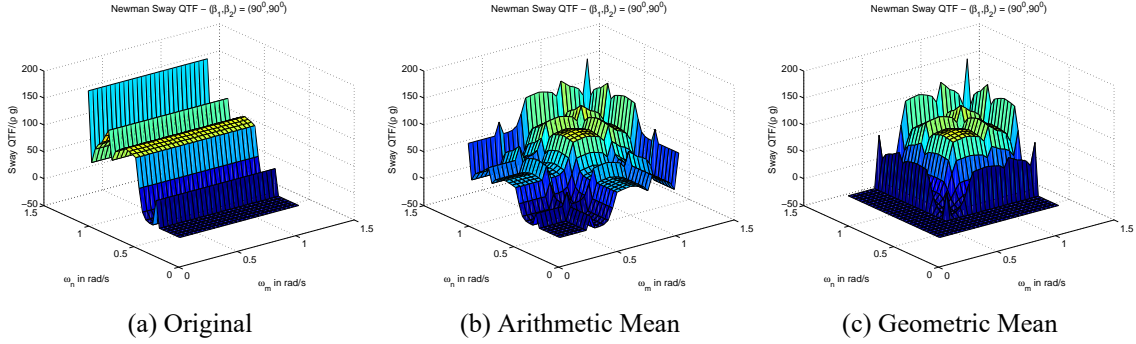 Newman Sway QTF − (β₁,β₂) = (90⁰,90⁰)
200
150
100
50
0
−50
Sway QTF/(ρ g)
1.5
1
0.5
0
ωₙ in rad/s
0
0.5
1
1.5
ωₘ in rad/s
(a) Original
Newman Sway QTF − (β₁,β₂) = (90⁰,90⁰)
200
150
100
50
0
−50
Sway QTF/(ρ g)
1.5
1
0.5
0
ωₙ in rad/s
0
0.5
1
1.5
ωₘ in rad/s
(b) Arithmetic Mean
Newman Sway QTF − (β₁,β₂) = (90⁰,90⁰)
200
150
100
50
0
−50
Sway QTF/(ρ g)
1.5
1
0.5
0
ωₙ in rad/s
0
0.5
1
1.5
ωₘ in rad/s
(c) Geometric Mean